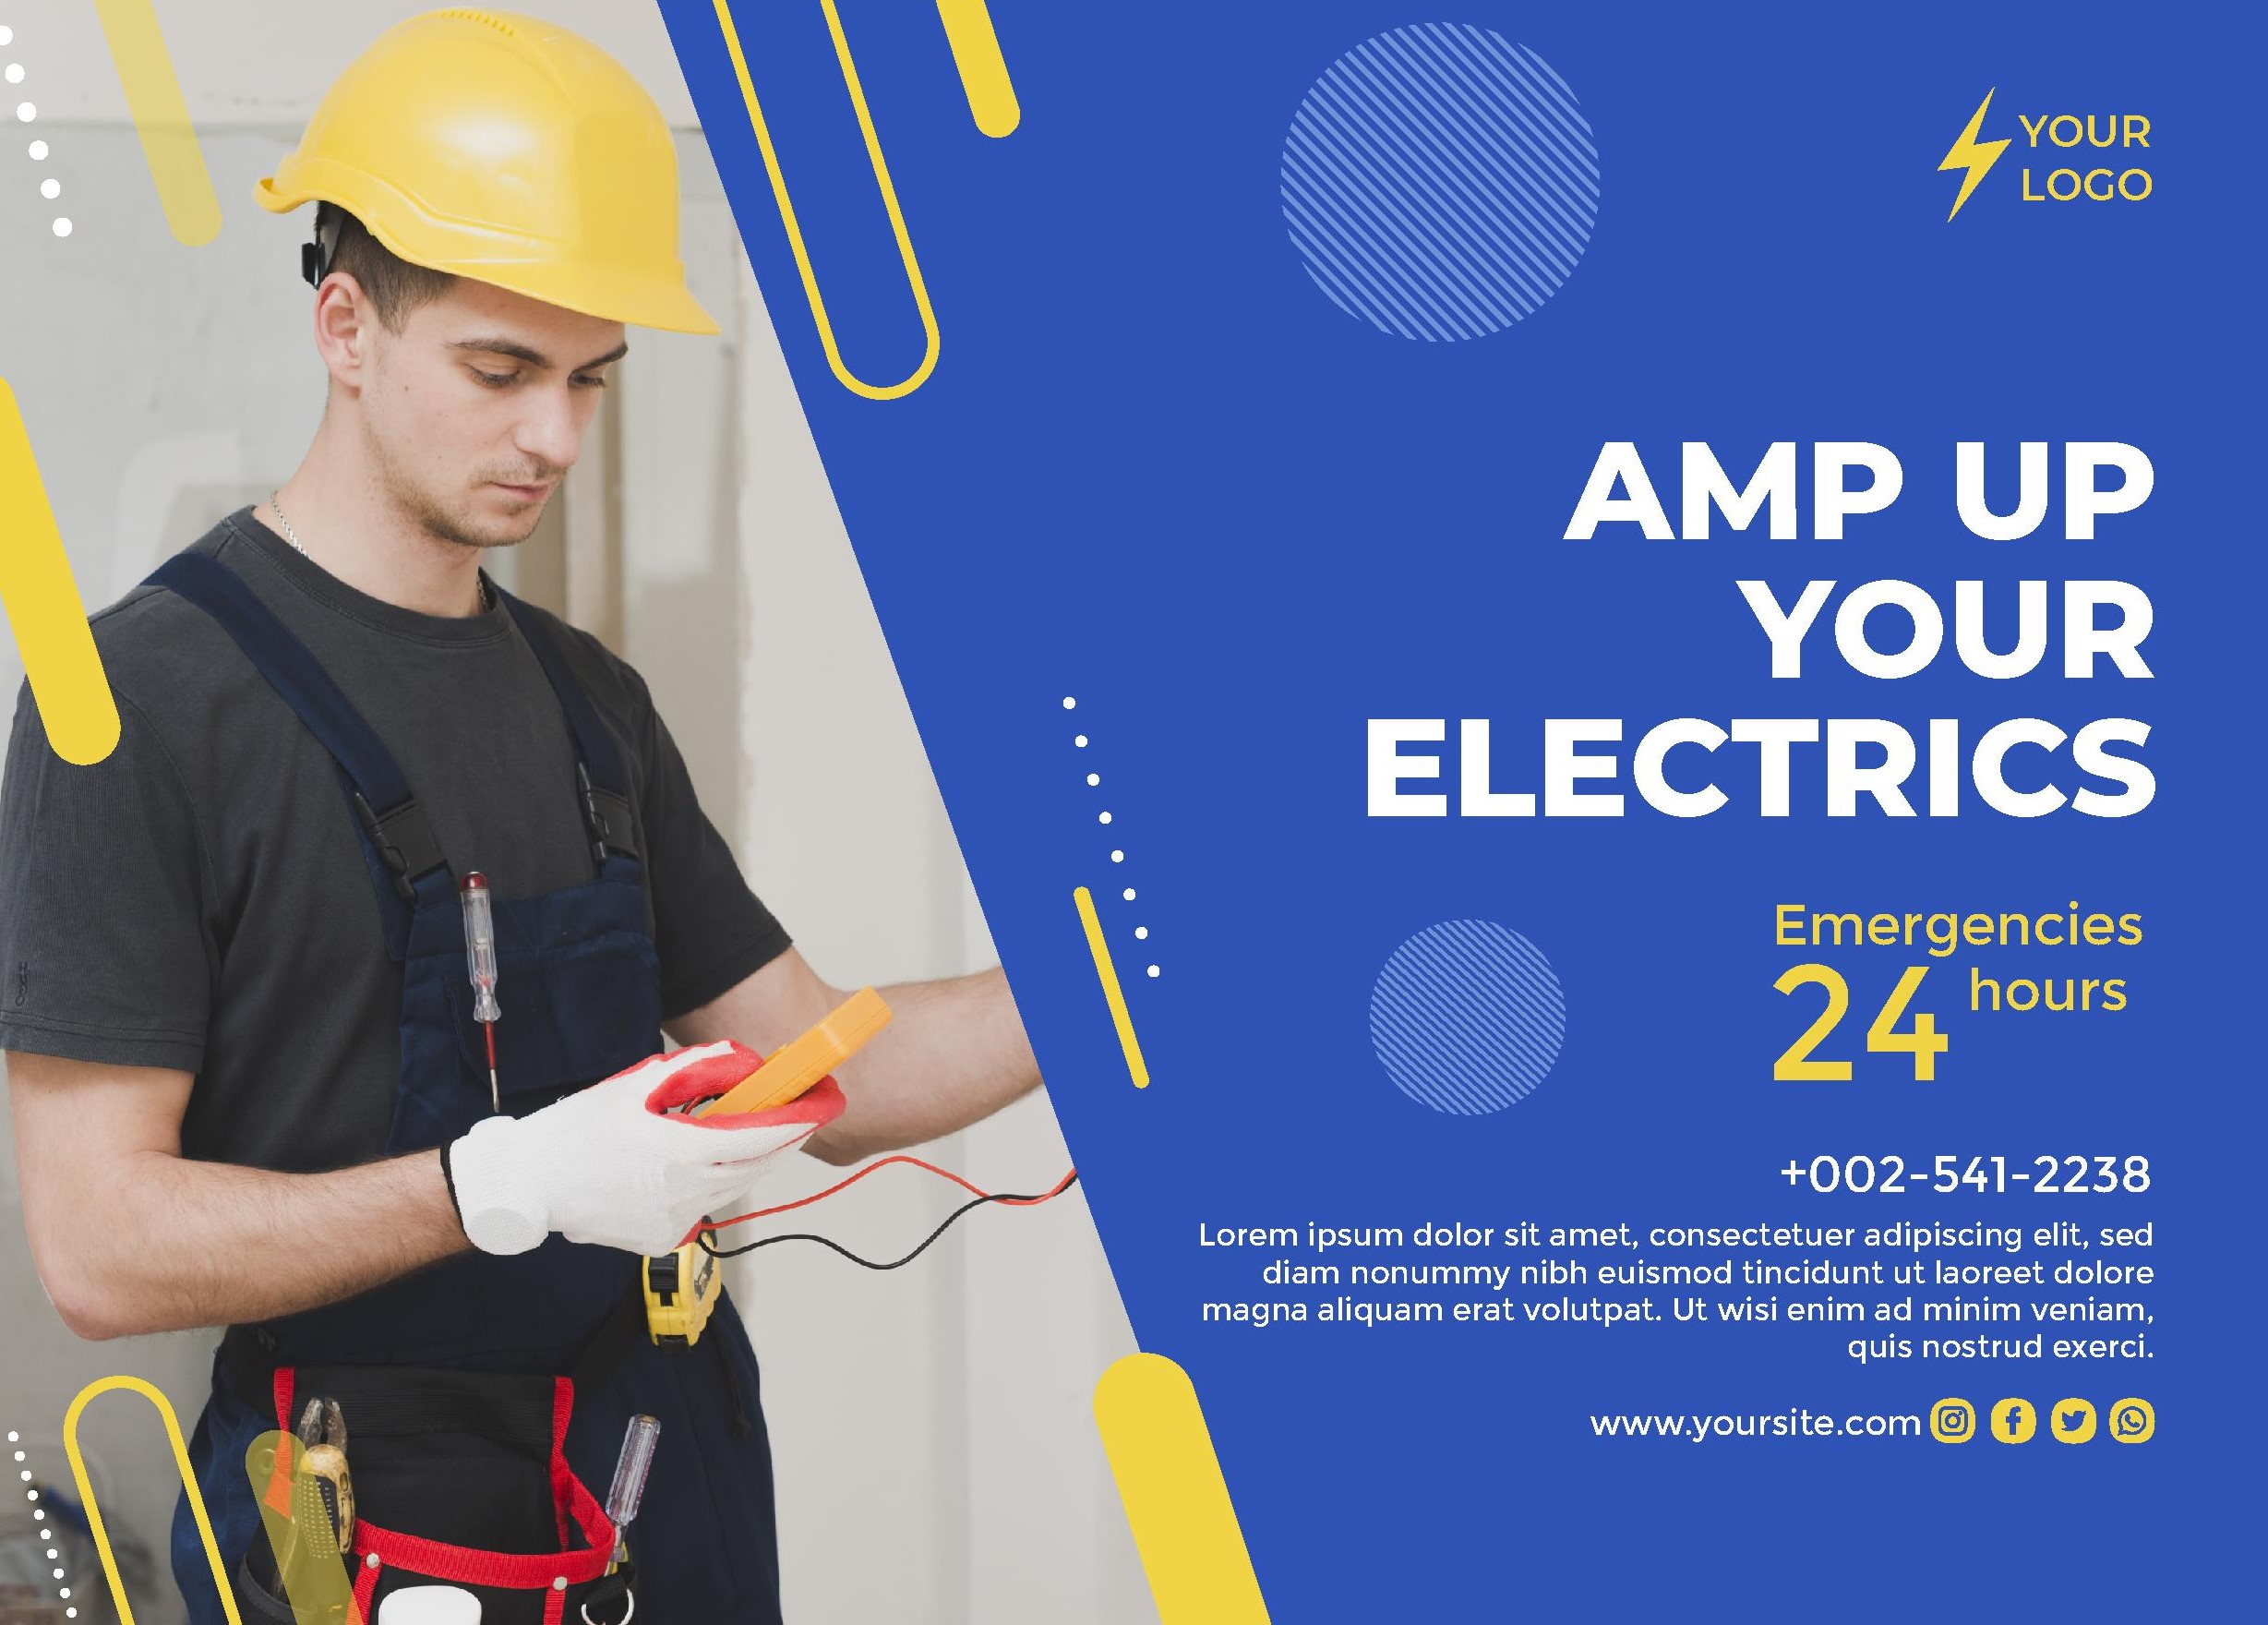 YOUR
LOGO
AMP UP
YOUR
ELECTRICS
Emergencies
24 hours
+002-541-2238
Lorem ipsum dolor sit amet, consectetuer adipiscing elit, sed
diam nonummy nibh euismod tincidunt ut laoreet dolore
magna aliquam erat volutpat. Ut wisi enim ad minim veniam,
quis nostrud exerci.
www.yoursite.com